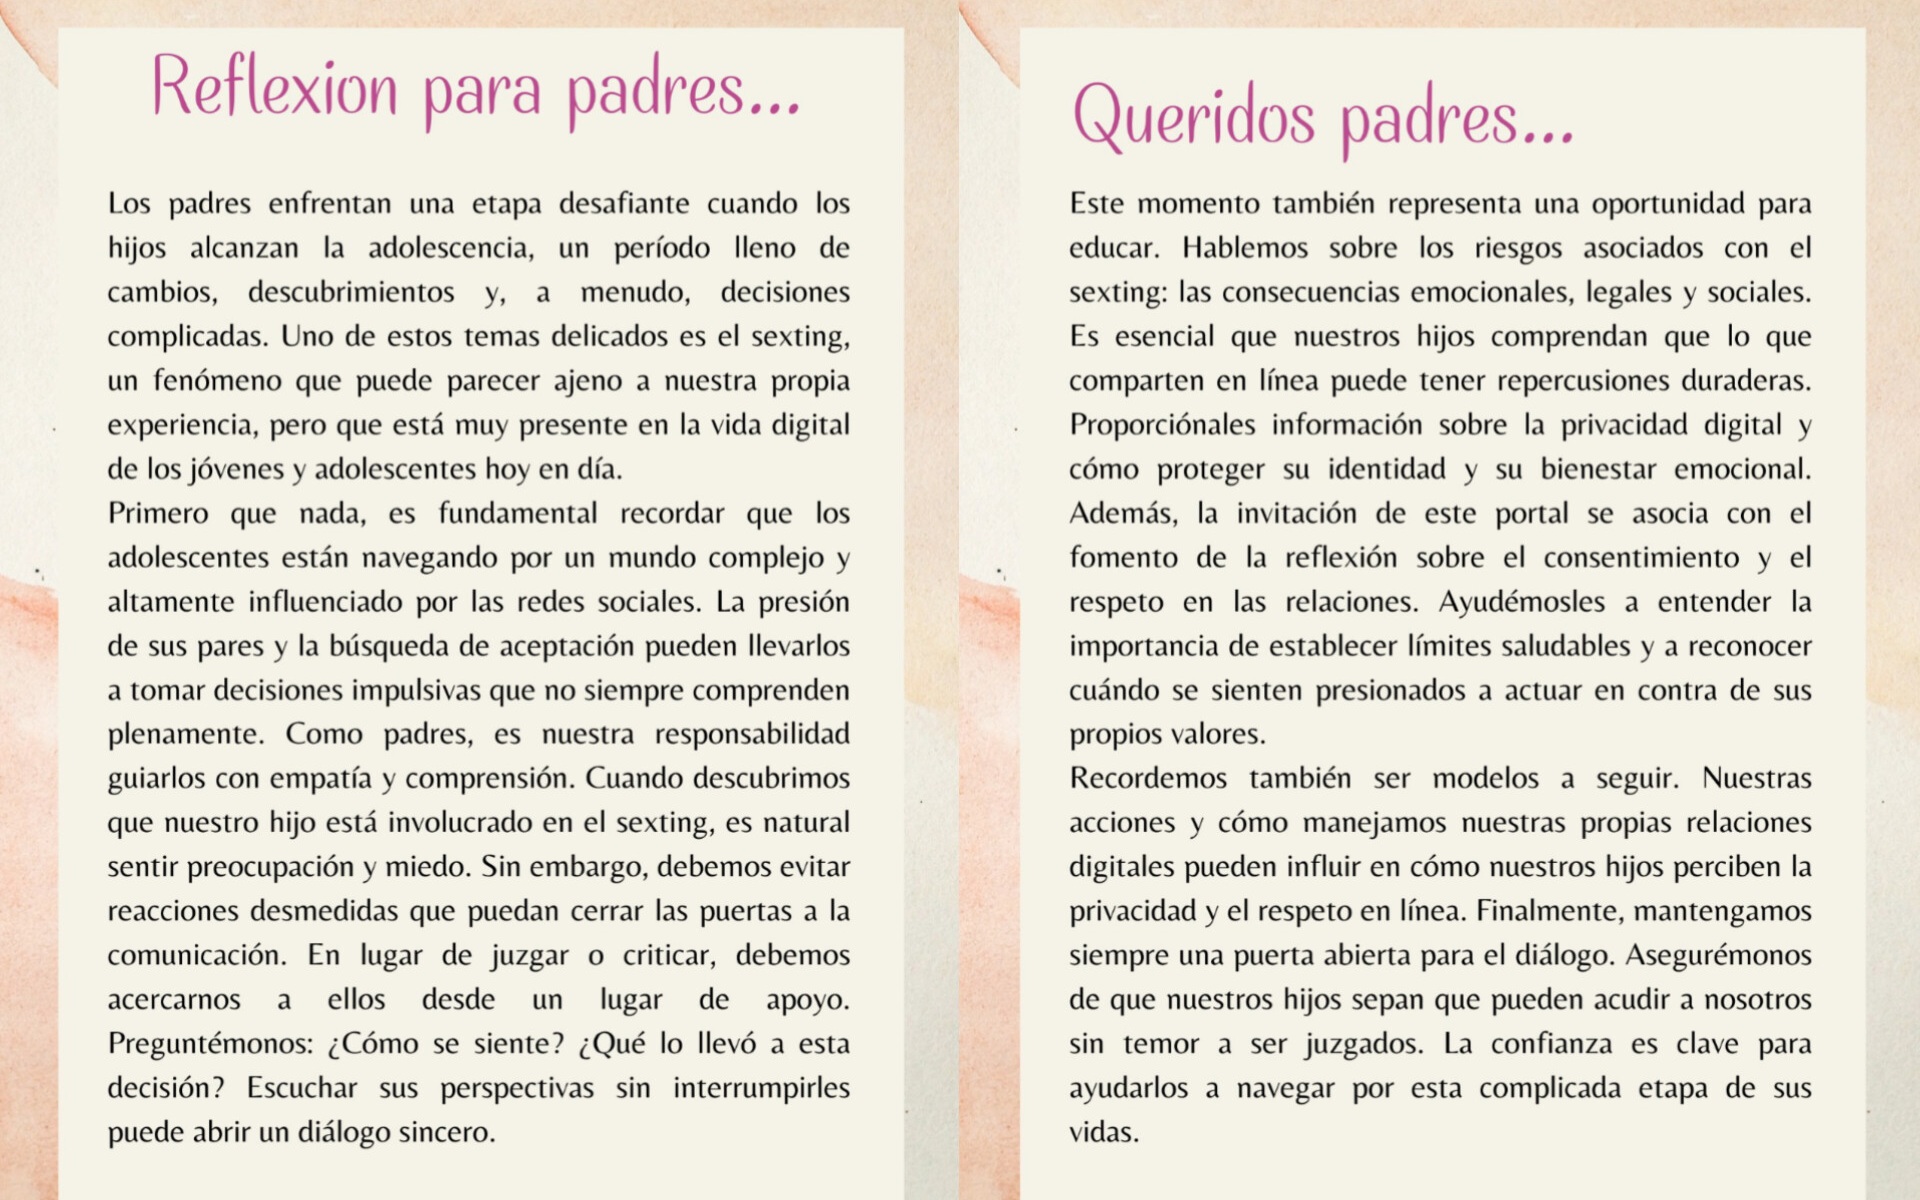 Reflexion para padres...
Los padres enfrentan una etapa desafiante cuando los
hijos alcanzan la adolescencia, un período lleno de
cambios, descubrimientos y, a menudo, decisiones
complicadas. Uno de estos temas delicados es el sexting,
un fenómeno que puede parecer ajeno a nuestra propia
experiencia, pero que está muy presente en la vida digital
de los jóvenes y adolescentes hoy en día.
Primero que nada, es fundamental recordar que los
adolescentes están navegando por un mundo complejo y
altamente influenciado por las redes sociales. La presión
de sus pares y la búsqueda de aceptación pueden llevarlos
a tomar decisiones impulsivas que no siempre comprenden
plenamente. Como padres, es nuestra responsabilidad
guiarlos con empatía y comprensión. Cuando descubrimos
que nuestro hijo está involucrado en el sexting, es natural
sentir preocupación y miedo. Sin embargo, debemos evitar
reacciones desmedidas que puedan cerrar las puertas a la
comunicación. En lugar de juzgar o criticar, debemos
acercarnos a ellos desde un lugar de apoyo.
Preguntémonos: ¿Cómo se siente? ¿Qué lo llevó a esta
decisión? Escuchar sus perspectivas sin interrumpirles
puede abrir un diálogo sincero.
Queridos padres...
Este momento también representa una oportunidad para
educar. Hablemos sobre los riesgos asociados con el
sexting: las consecuencias emocionales, legales y sociales.
Es esencial que nuestros hijos comprendan que lo que
comparten en línea puede tener repercusiones duraderas.
Proporciónales información sobre la privacidad digital y
cómo proteger su identidad y su bienestar emocional.
Además, la invitación de este portal se asocia con el
fomento de la reflexión sobre el consentimiento y el
respeto en las relaciones. Ayudémosles a entender la
importancia de establecer límites saludables y a reconocer
cuándo se sienten presionados a actuar en contra de sus
propios valores.
Recordemos también ser modelos a seguir. Nuestras
acciones y cómo manejamos nuestras propias relaciones
digitales pueden influir en cómo nuestros hijos perciben la
privacidad y el respeto en línea. Finalmente, mantengamos
siempre una puerta abierta para el diálogo. Asegurémonos
de que nuestros hijos sepan que pueden acudir a nosotros
sin temor a ser juzgados. La confianza es clave para
ayudarlos a navegar por esta complicada etapa de sus
vidas.